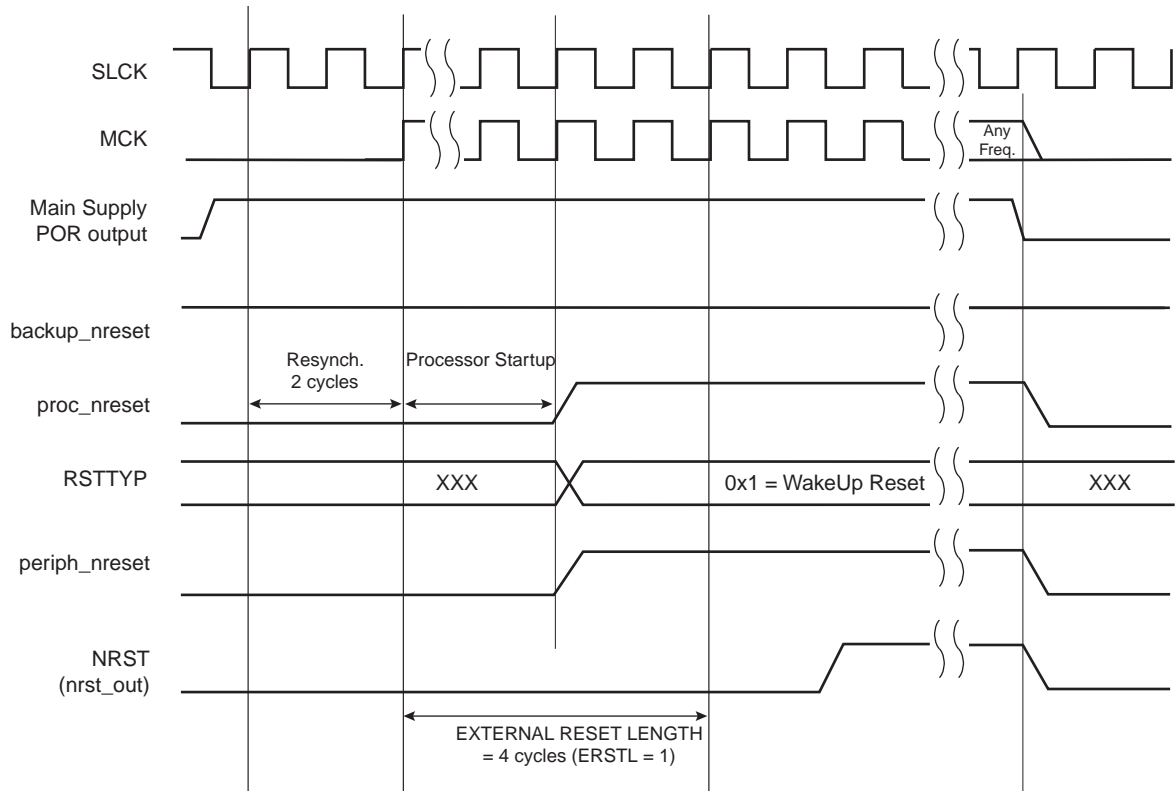 SLCK
MCK
Any
Freq.
Main Supply
POR output
backup_nreset
Resynch.
2 cycles
Processor Startup
proc_nreset
RSTTYP
XXX
0x1 = WakeUp Reset
XXX
periph_nreset
NRST
(nrst_out)
EXTERNAL RESET LENGTH
= 4 cycles (ERSTL = 1)